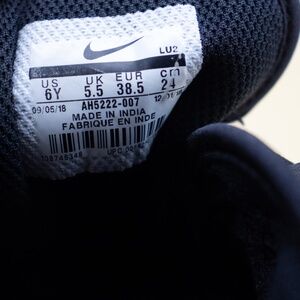 LU2
US UK EUR cm
6Y 5.5 38.5 24
09/05/18
AH5222-007
MADE IN INDIA
FABRIQUE EN INDE